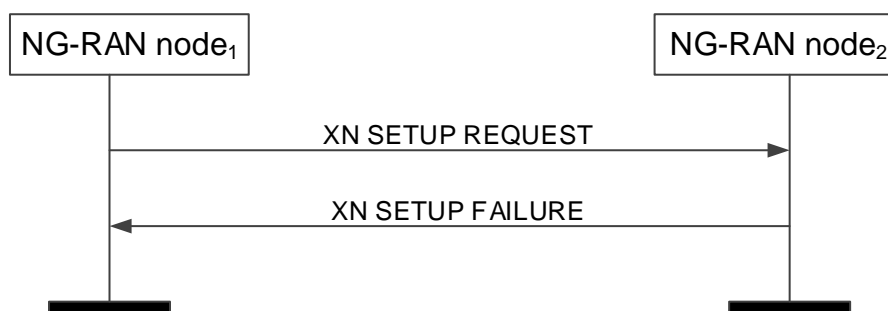 NG-RAN node₁
NG-RAN node₂
XN SETUP REQUEST
XN SETUP FAILURE